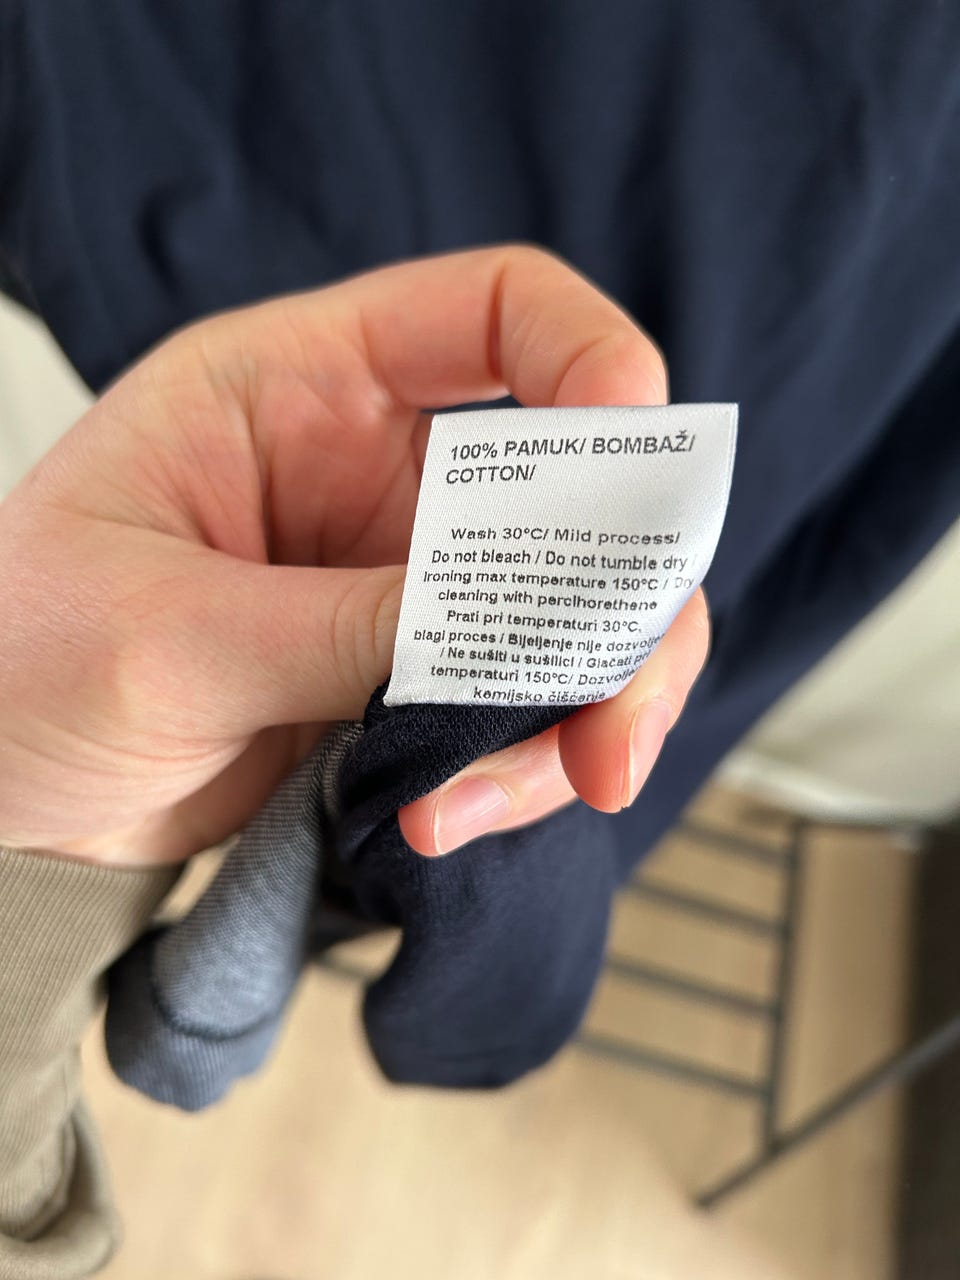 100% PAMUK/ BOMBAŽ/
COTTON/
Wash 30°C/ Mild process/
Do not bleach / Do not tumble dry /
Ironing max temperature 150°C / Dry
cleaning with perclhorethene
Prati pri temperaturi 30°C,
blagi proces / Bijeljenje nije
/ Ne sušiti u sušilici / Glačati pri
temperaturi 150°C/
kemijsko čišćenje